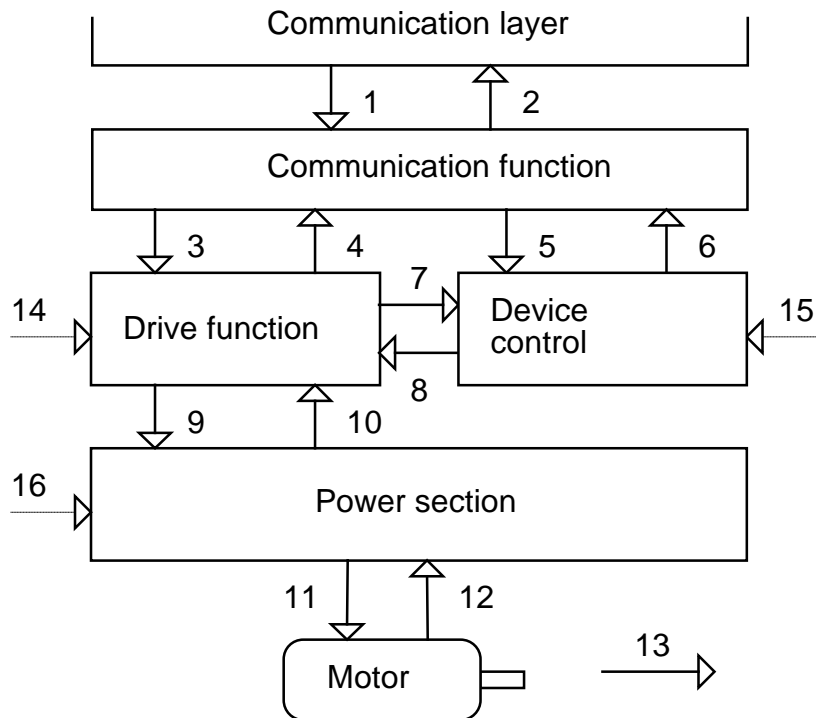 Communication layer
1 2
Communication function
3 4 5 6
14 7 15
Drive function
Device
control
8
9 10
16
Power section
11 12
13
Motor